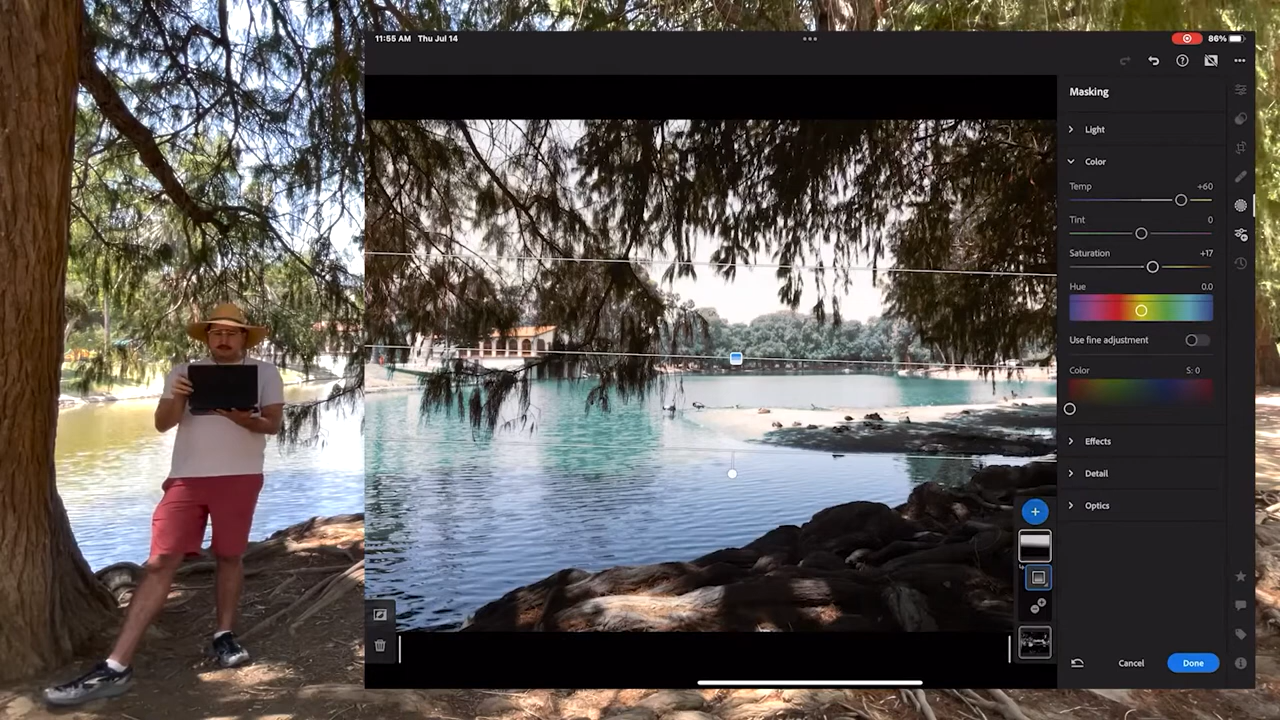 11:55 AM Thu Jul 14
86%
Masking
Light
Color
Temp +60
Tint 0
Saturation +17
Hue 0.0
Use fine adjustment
Color S: 0
Effects
Detail
Optics
Cancel Done